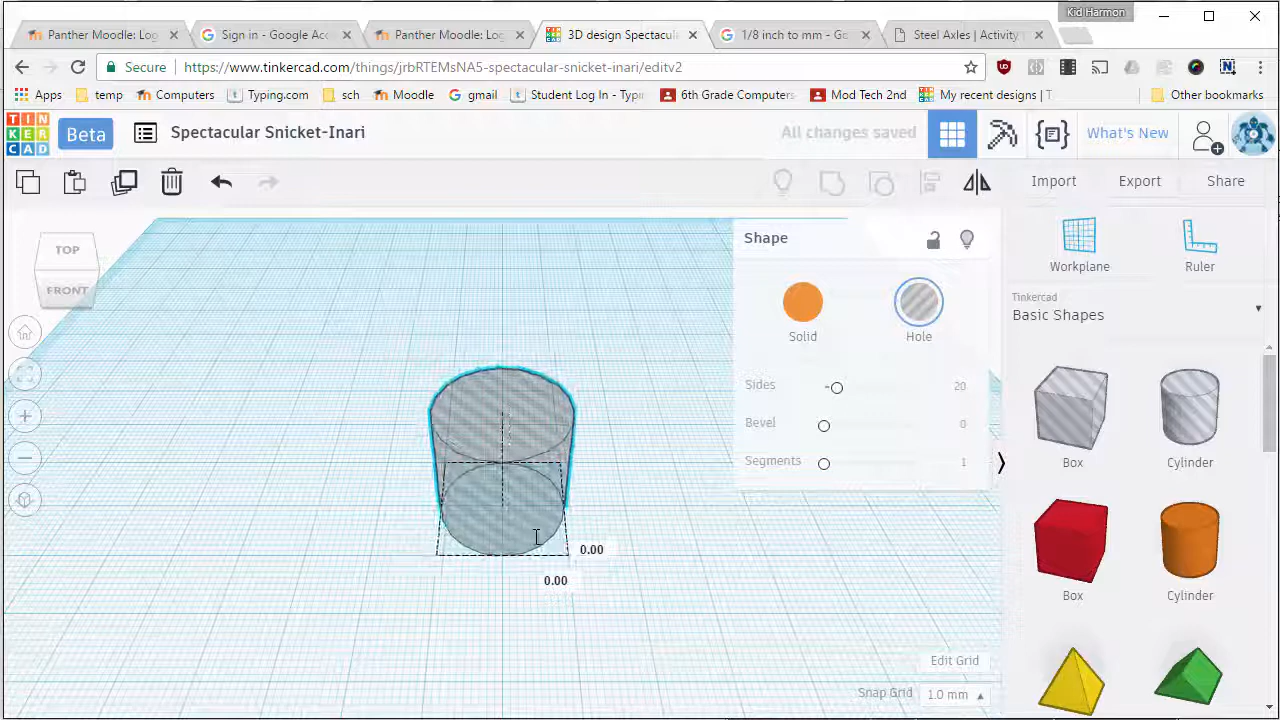 Kid Harmon
Panther Moodle: Log
Sign in - Google Acc
Panther Moodle: Log
3D design Spectacul
1/8 inch to mm - Go
Steel Axles | Activity |
Secure
https://www.tinkercad.com/things/jrbRTEMsNA5-spectacular-snicket-inari/editv2
Apps
temp
Computers
Typing.com
sch
Moodle
gmail
Student Log In - Typin
6th Grade Computers
Mod Tech 2nd
My recent designs | T
Other bookmarks
TIN
KER
CAD
Beta
Spectacular Snicket-Inari
All changes saved
What's New
Import
Export
Share
TOP
FRONT
Shape
Solid
Hole
Sides
20
Bevel
0
Segments
1
Workplane
Ruler
Tinkercad
Basic Shapes
Box
Cylinder
Box
Cylinder
0.00
0.00
Edit Grid
Snap Grid
1.0 mm